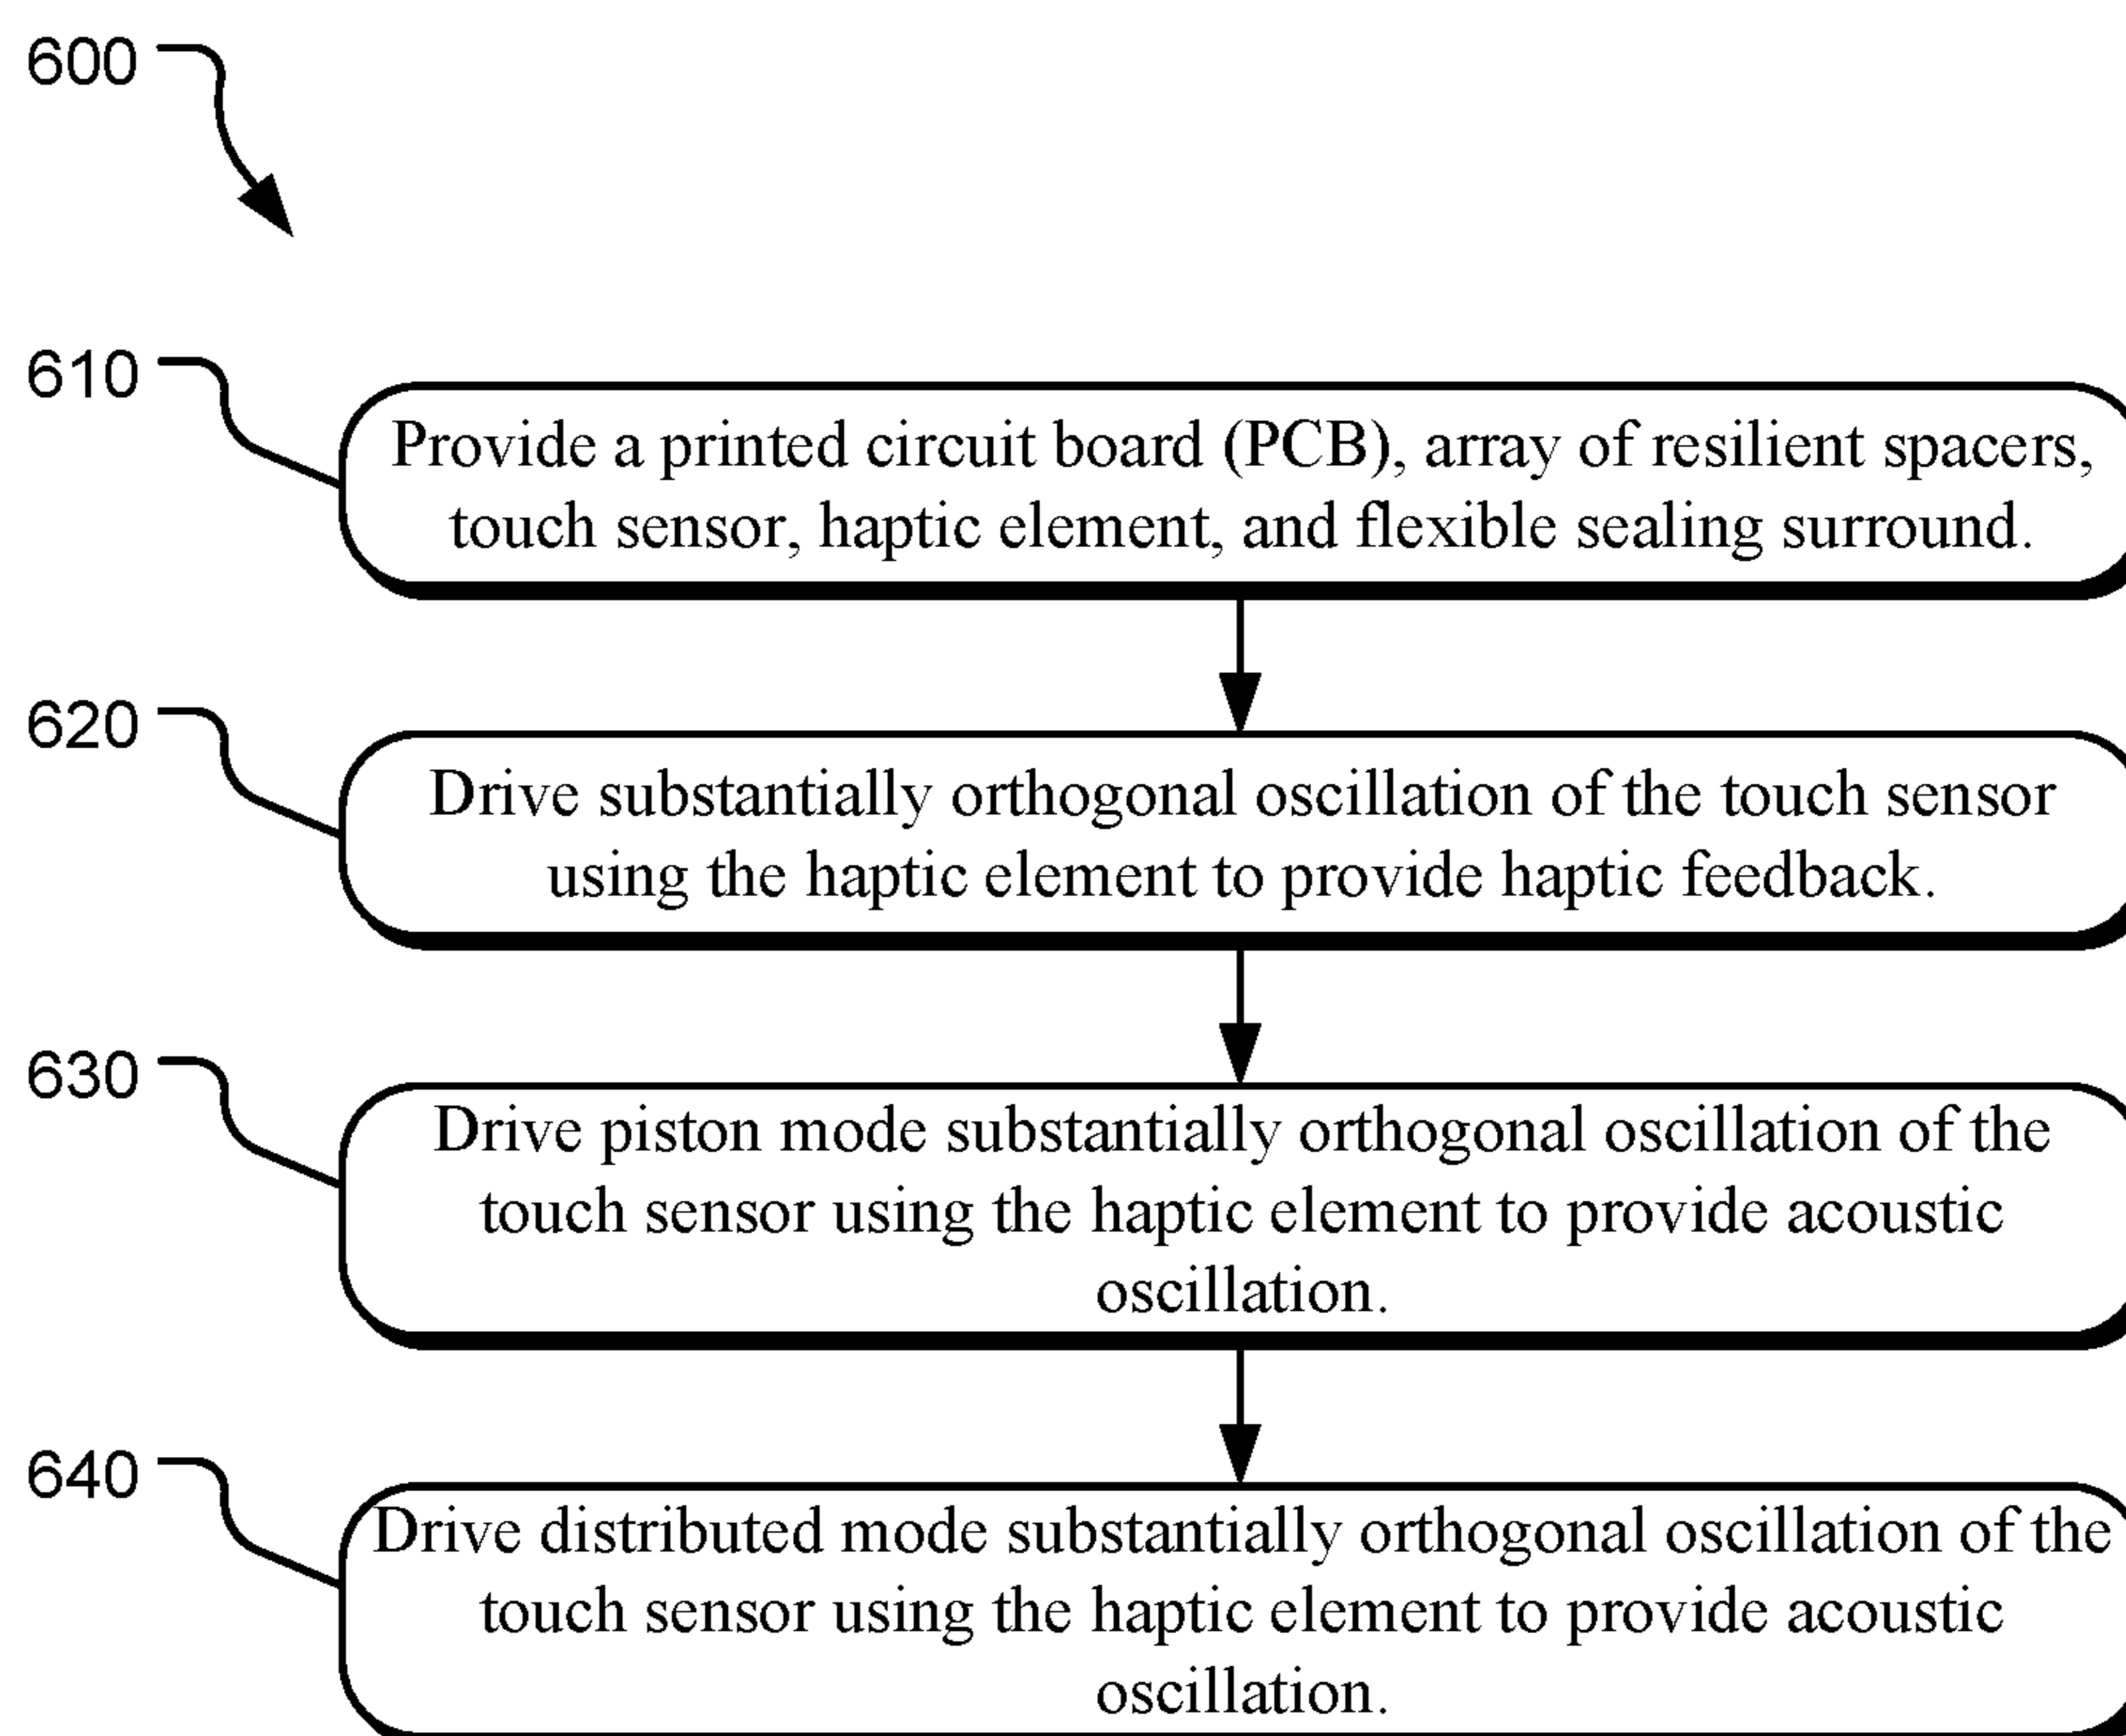 600
610
Provide a printed circuit board (PCB), array of resilient spacers,
touch sensor, haptic element, and flexible sealing surround.
620
Drive substantially orthogonal oscillation of the touch sensor
using the haptic element to provide haptic feedback.
630
Drive piston mode substantially orthogonal oscillation of the
touch sensor using the haptic element to provide acoustic
oscillation.
640
Drive distributed mode substantially orthogonal oscillation of the
touch sensor using the haptic element to provide acoustic
oscillation.